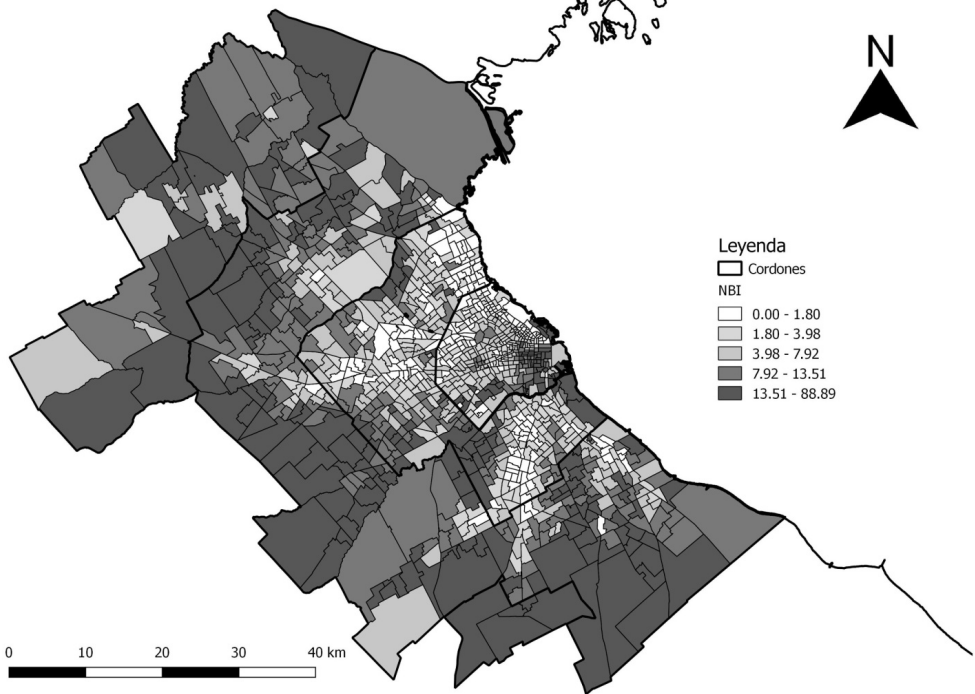 N
Leyenda
Cordones
NBI
0.00 - 1.80
1.80 - 3.98
3.98 - 7.92
7.92 - 13.51
13.51 - 88.89
0 10 20 30 40 km